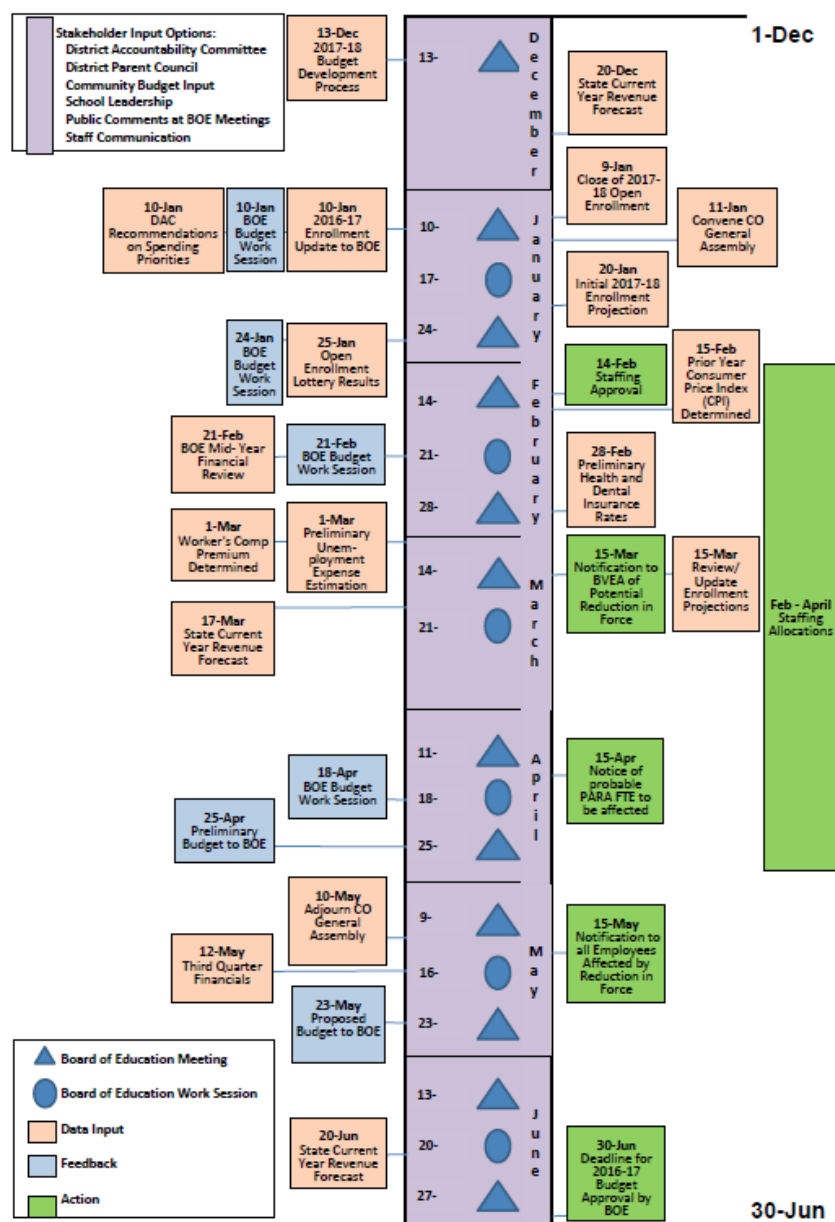 Stakeholder Input Options:
District Accountability Committee
District Parent Council
Community Budget Input
School Leadership
Public Comments at BOE Meetings
Staff Communication
13-Dec
2017-18
Budget
Development
Process
13-
December
1-Dec
20-Dec
State Current
Year Revenue
Forecast
9-Jan
Close of 2017-
18 Open
Enrollment
11-Jan
Convene CO
General
Assembly
10-Jan
DAC
Recommendations
on Spending
Priorities
10-Jan
BOE
Budget
Work
Session
10-Jan
2016-17
Enrollment
Update to BOE
10-
17-
24-
January
20-Jan
Initial 2017-18
Enrollment
Projection
24-Jan
BOE
Budget
Work
Session
25-Jan
Open
Enrollment
Lottery Results
14-Feb
Staffing
Approval
15-Feb
Prior Year
Consumer
Price Index
(CPI)
Determined
14-
21-
28-
February
21-Feb
BOE Mid- Year
Financial
Review
21-Feb
BOE Budget
Work Session
28-Feb
Preliminary
Health and
Dental
Insurance
Rates
1-Mar
Worker's Comp
Premium
Determined
1-Mar
Preliminary
Unem-
ployment
Expense
Estimation
14-
21-
March
15-Mar
Notification to
BVEA of
Potential
Reduction in
Force
15-Mar
Review/
Update
Enrollment
Projections
Feb - April
Staffing
Allocations
17-Mar
State Current
Year Revenue
Forecast
11-
18-
25-
April
18-Apr
BOE Budget
Work Session
15-Apr
Notice of
probable
PARA FTE to
be affected
25-Apr
Preliminary
Budget to BOE
10-May
Adjourn CO
General
Assembly
9-
16-
23-
May
12-May
Third Quarter
Financials
15-May
Notification to
all Employees
Affected by
Reduction in
Force
23-May
Proposed
Budget to BOE
Board of Education Meeting
Board of Education Work Session
Data Input
Feedback
Action
13-
20-
27-
June
20-Jun
State Current
Year Revenue
Forecast
30-Jun
Deadline for
2016-17
Budget
Approval by
BOE
30-Jun